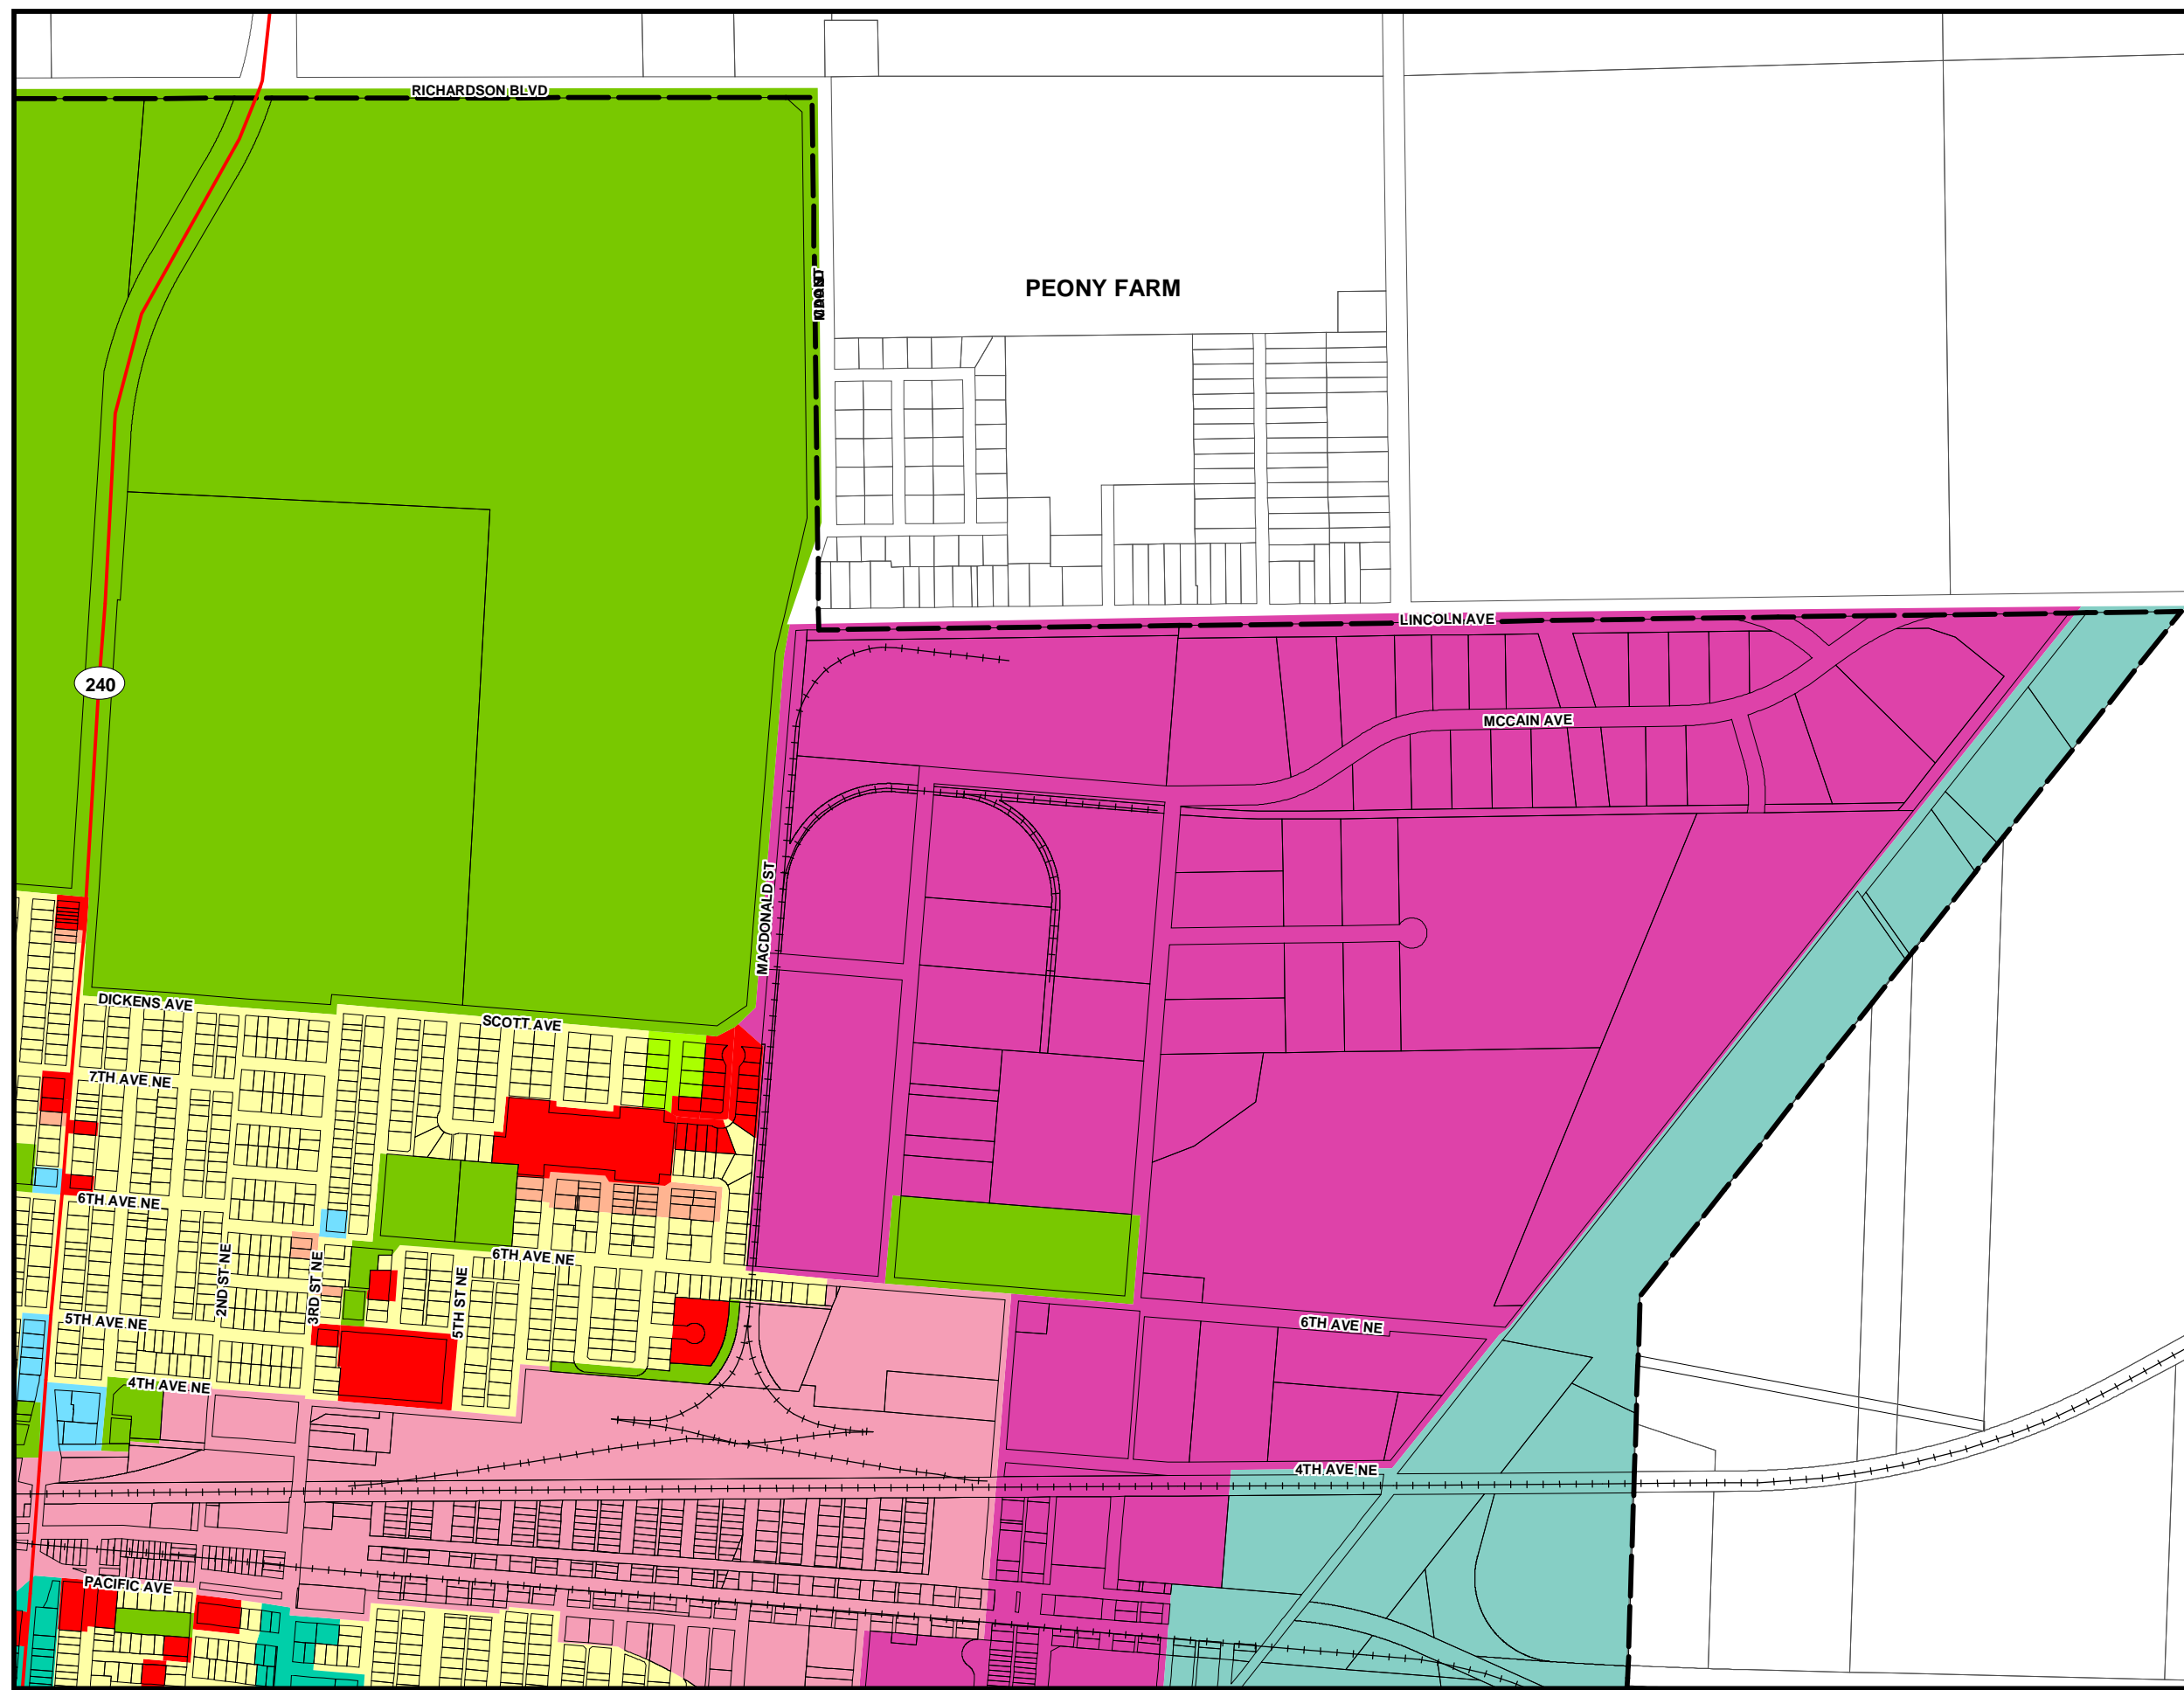 RICHARDSON BLVD
PEONY FARM
LINCOLN AVE
240
MCCAIN AVE
MACDONALD ST
DICKENS AVE
SCOTT AVE
7TH AVE NE
6TH AVE NE
2ND ST NE
3RD ST NE
6TH AVE NE
5TH ST NE
5TH AVE NE
6TH AVE NE
4TH AVE NE
4TH AVE NE
PACIFIC AVE